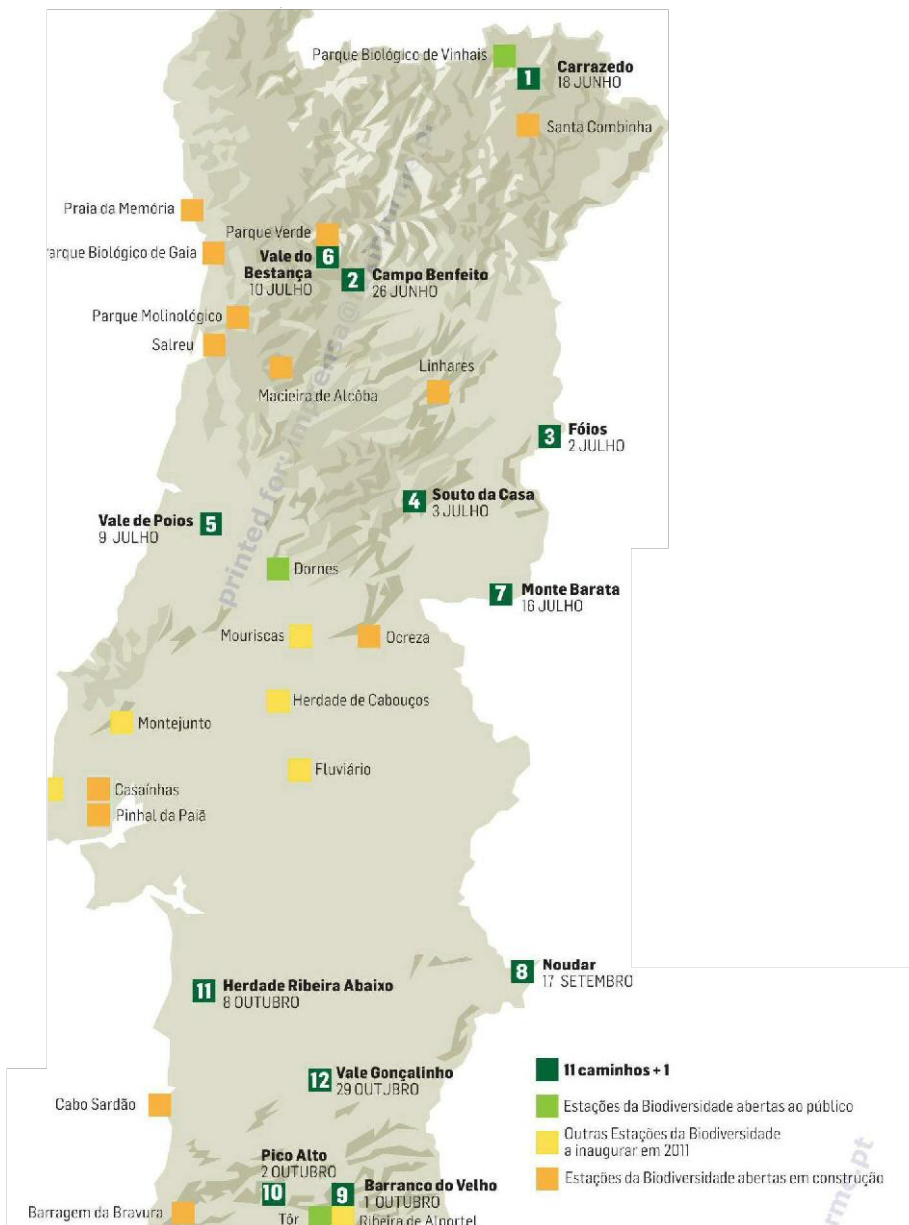 Parque Biológico de Vinhais
1
Carrazedo
18 JUNHO
Santa Combinha
Praia da Memória
Parque Verde
arque Biológico de Gaia
Vale do
Bestança
10 JULHO
6
2
Campo Benfeito
26 JUNHO
Parque Molinológico
Salreu
Macieira de Alcôba
Linhares
3
Fóios
2 JULHO
4
Souto da Casa
3 JULHO
Vale de Poios
9 JULHO
5
printed for: imprensa@
Dornes
7
Monte Barata
16 JULHO
Mouriscas
Ocreza
Herdade de Cabouços
Montejunto
Fluviário
Casaínhas
Pinhal da Paiã
8
Noudar
17 SETEMBRO
11
Herdade Ribeira Abaixo
8 OUTUBRO
12
Vale Gonçalinho
29 OUTJBRO
Cabo Sardão
11 caminhos + 1
Estações da Biodiversidade abertas ao público
Outras Estações da Biodiversidade
a inaugurar em 2011
Estações da Biodiversidade abertas em construção
Pico Alto
2 OUTUBRO
10
9
Barranco do Velho
1 OUTUBRO
Barragem da Bravura
Tôr
Ribeira de Alportel
rme.pt